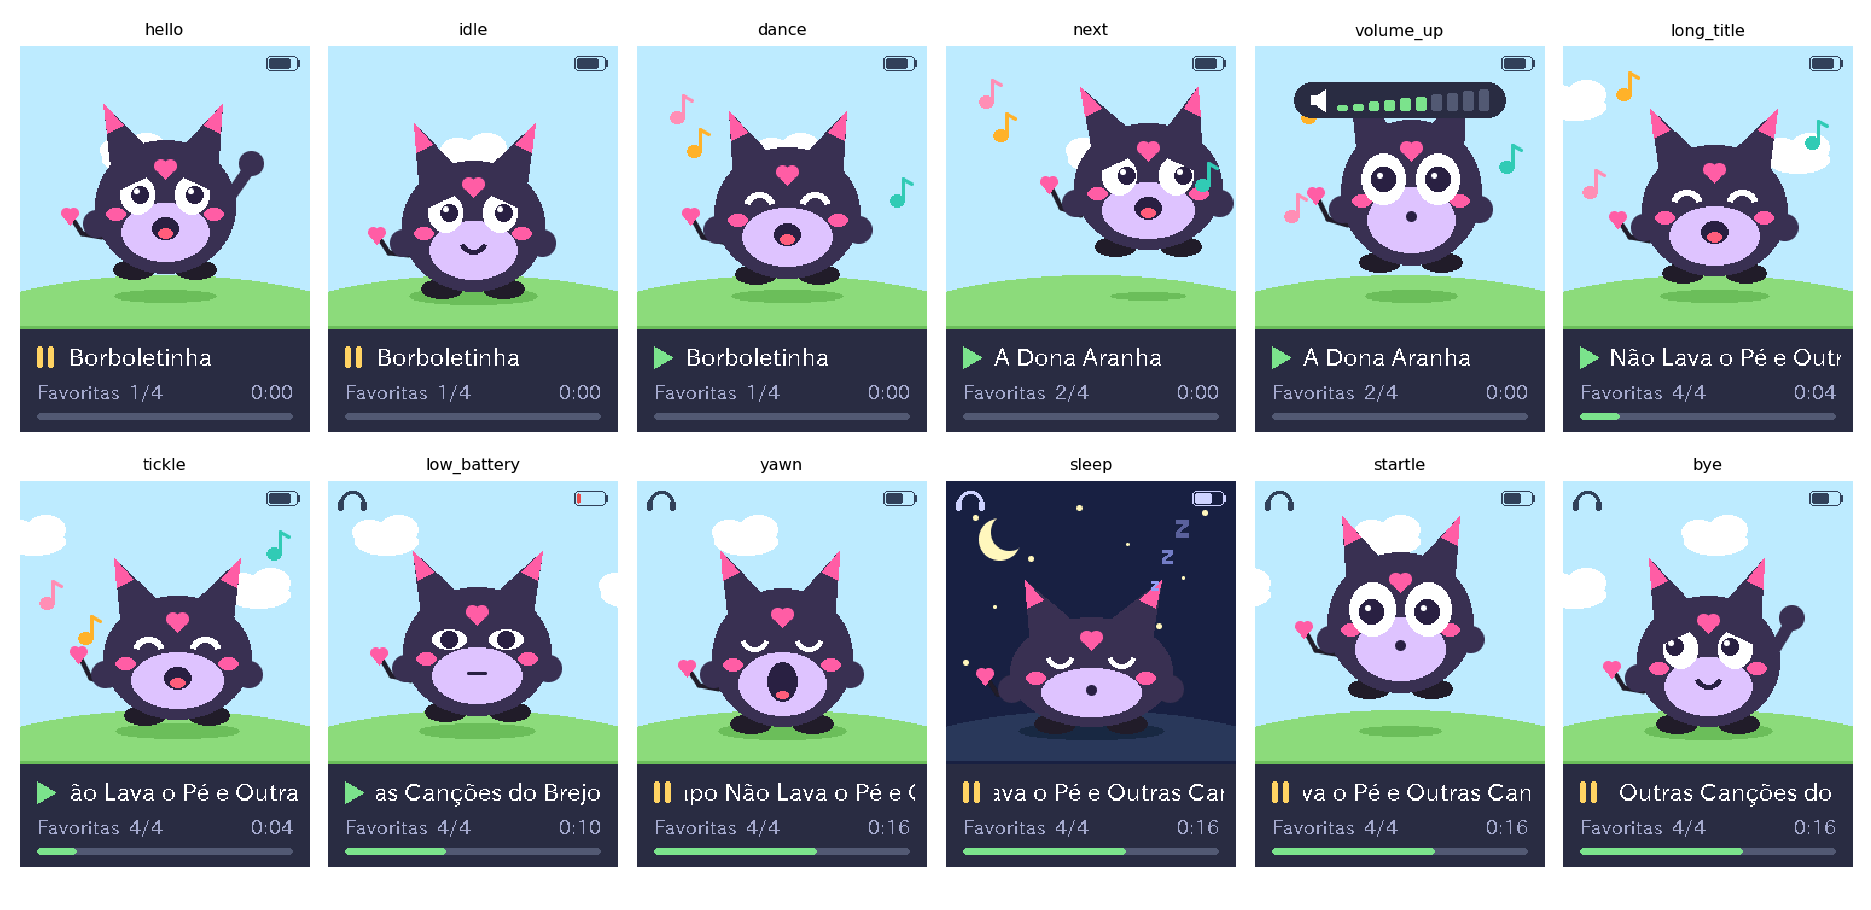 hello
idle
dance
next
volume_up
long_title
Borboletinha
Favoritas 1/4 0:00
Borboletinha
Favoritas 1/4 0:00
Borboletinha
Favoritas 1/4 0:00
A Dona Aranha
Favoritas 2/4 0:00
A Dona Aranha
Favoritas 2/4 0:00
Não Lava o Pé e Outr
Favoritas 4/4 0:04
tickle
low_battery
yawn
sleep
startle
bye
z
z
z
ão Lava o Pé e Outra
Favoritas 4/4 0:04
as Canções do Brejo
Favoritas 4/4 0:10
po Não Lava o Pé e
Favoritas 4/4 0:16
ava o Pé e Outras Car
Favoritas 4/4 0:16
va o Pé e Outras Can
Favoritas 4/4 0:16
Outras Canções do
Favoritas 4/4 0:16